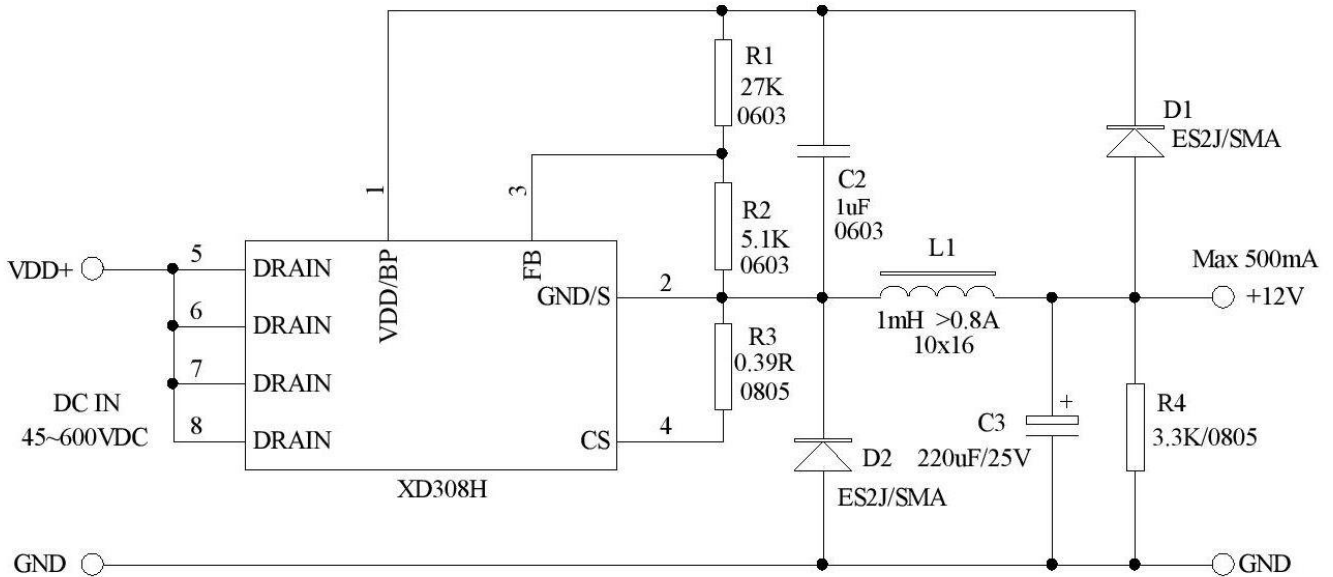 R1
27K
0603
D1
ES2J/SMA
1
3
C2
1uF
0603
R2
5.1K
0603
VDD+
5
DRAIN
VDD/BP
FB
GND/S
2
L1
Max 500mA
+12V
6
DRAIN
1mH >0.8A
10x16
R3
0.39R
0805
7
DRAIN
DC IN
45~600VDC
8
DRAIN
CS
4
C3
+
220uF/25V
R4
3.3K/0805
D2
ES2J/SMA
XD308H
GND
GND